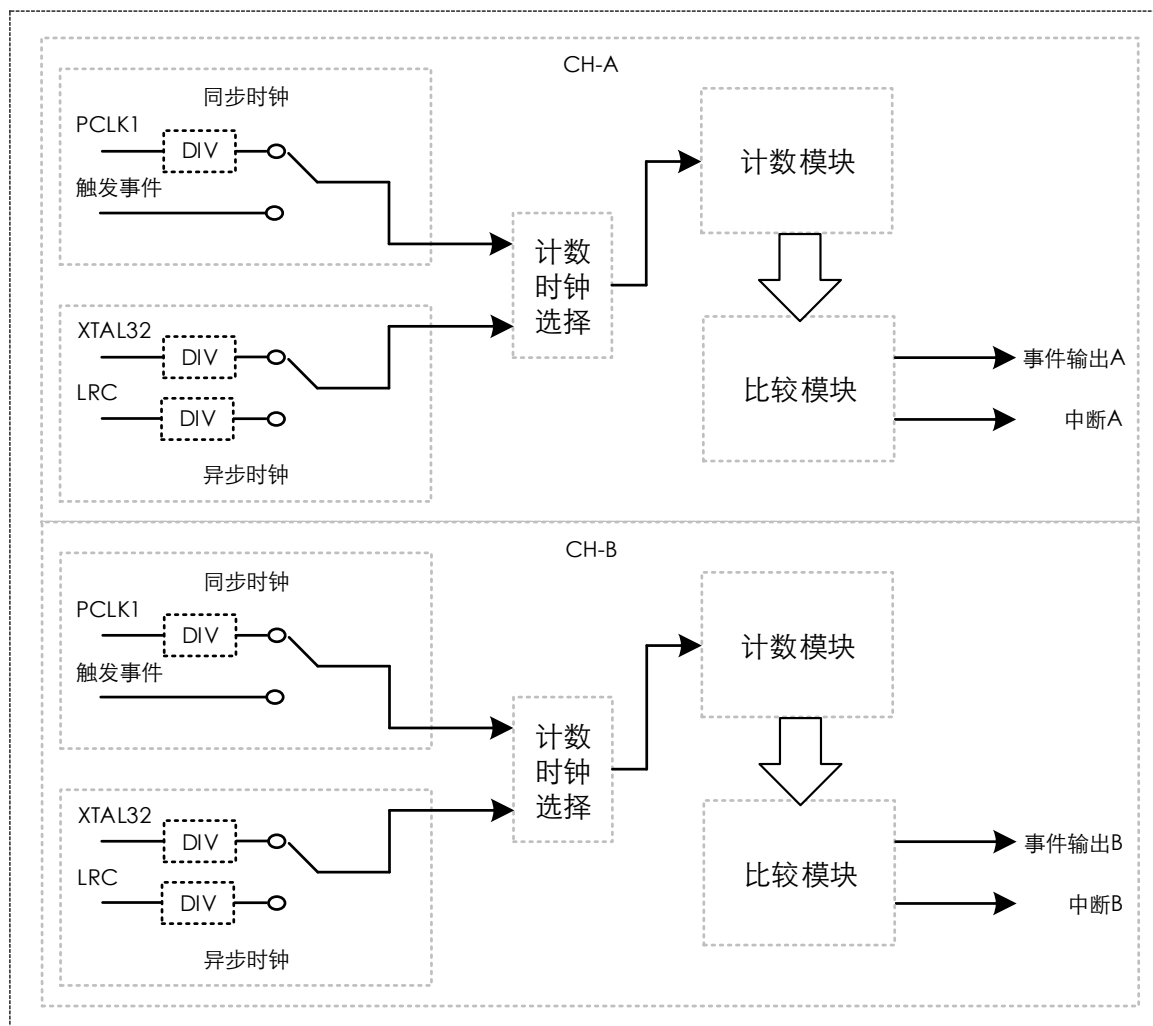 CH-A
同步时钟
PCLK1
DIV
触发事件
计数模块
计数
时钟
选择
XTAL32
DIV
LRC
DIV
异步时钟
比较模块
事件输出A
中断A
CH-B
同步时钟
PCLK1
DIV
触发事件
计数模块
计数
时钟
选择
XTAL32
DIV
LRC
DIV
异步时钟
比较模块
事件输出B
中断B